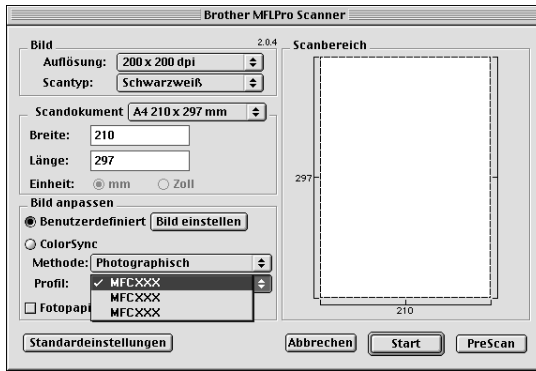 Brother MFLPro Scanner
Bild
2.0.4
Auflösung: 200 x 200 dpi
Scantyp: Schwarzweiß
Scandokument A4 210 x 297 mm
Breite: 210
Länge: 297
Einheit: mm Zoll
Bild anpassen
Benutzerdefiniert Bild einstellen
ColorSync
Methode: Photographisch
Profil: ✓ MFCXXX
MFCXXX
Fotopapi MFCXXX
Standardeinstellungen
Scanbereich
297
210
Abbrechen Start PreScan